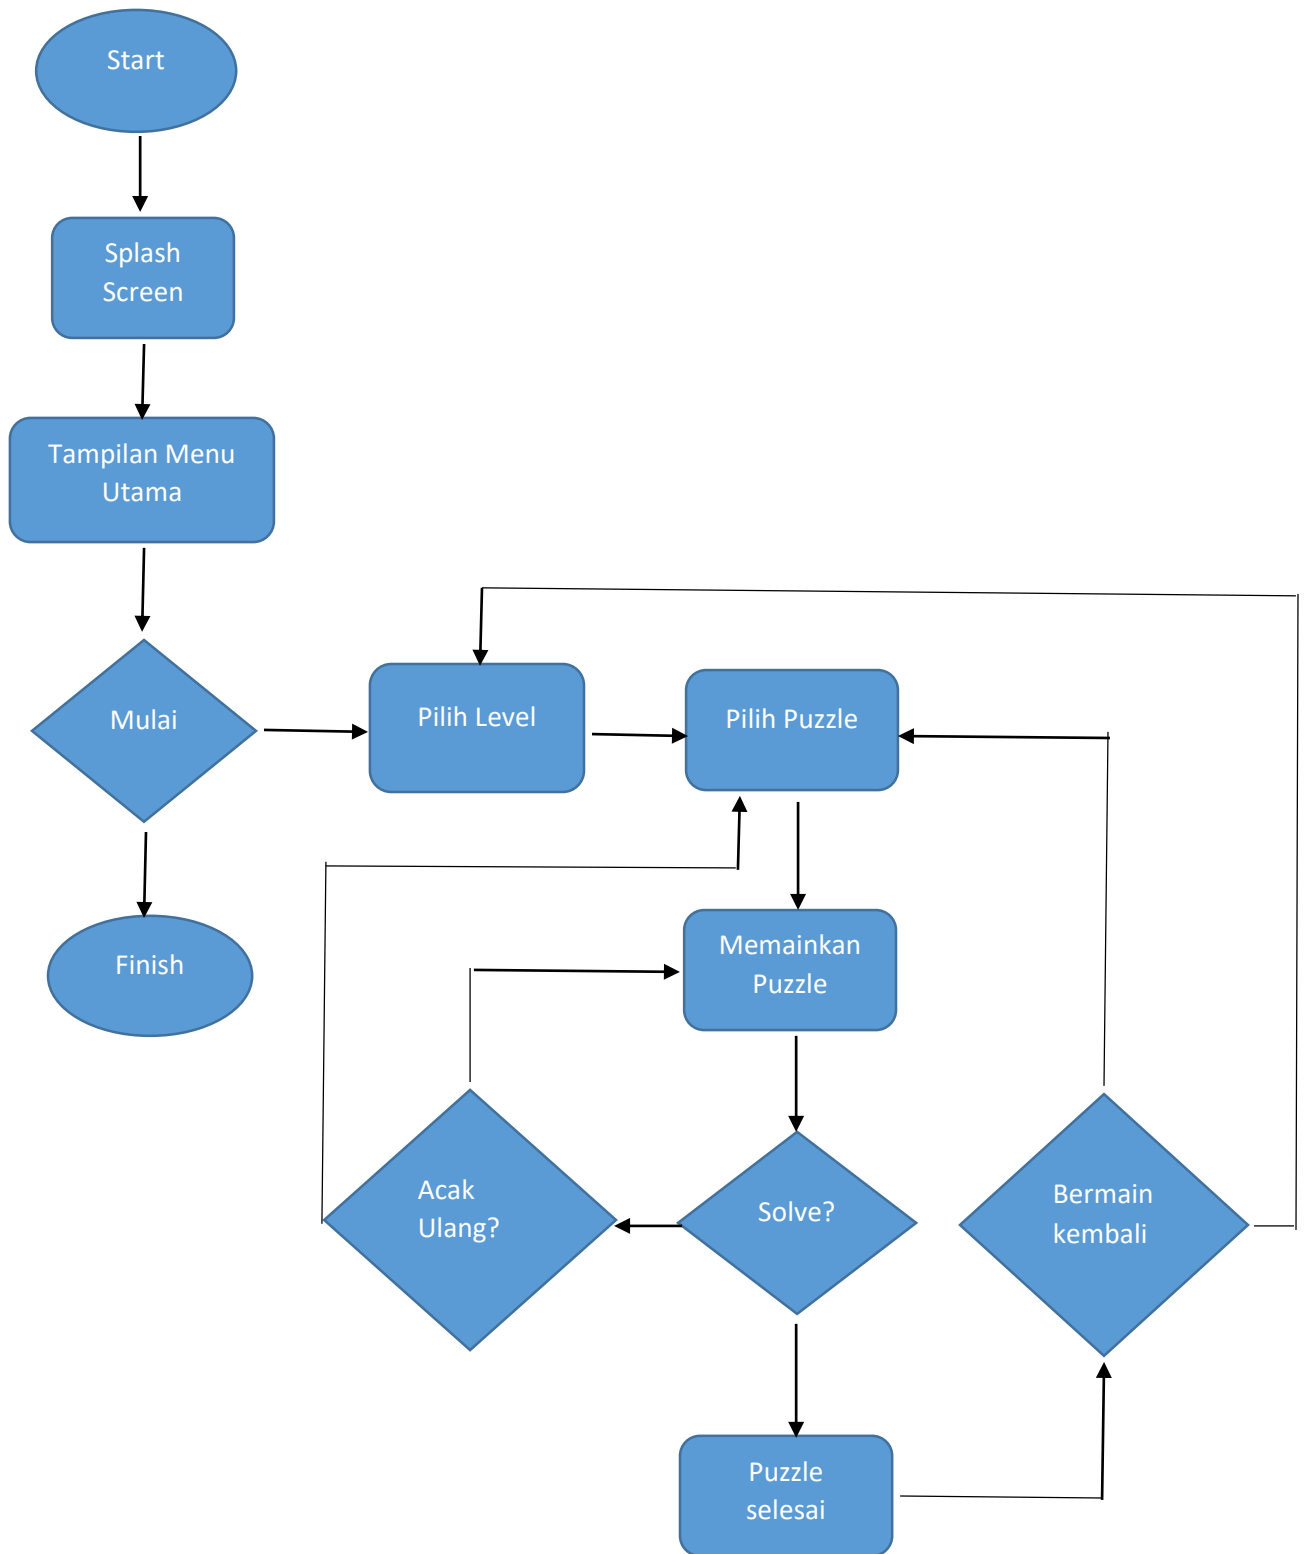 Start
Splash
Screen
Tampilan Menu
Utama
Mulai
Pilih Level
Pilih Puzzle
Finish
Memainkan
Puzzle
Acak
Ulang?
Solve?
Bermain
kembali
Puzzle
selesai